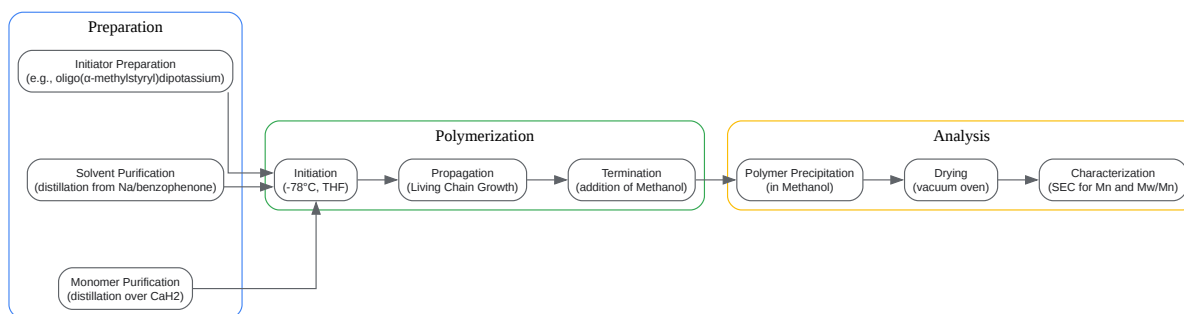 Preparation
Initiator Preparation
(e.g., oligo(α-methylstyryl)dipotassium)
Solvent Purification
(distillation from Na/benzophenone)
Monomer Purification
(distillation over CaH2)
Polymerization
Initiation
(-78°C, THF)
Propagation
(Living Chain Growth)
Termination
(addition of Methanol)
Analysis
Polymer Precipitation
(in Methanol)
Drying
(vacuum oven)
Characterization
(SEC for Mn and Mw/Mn)